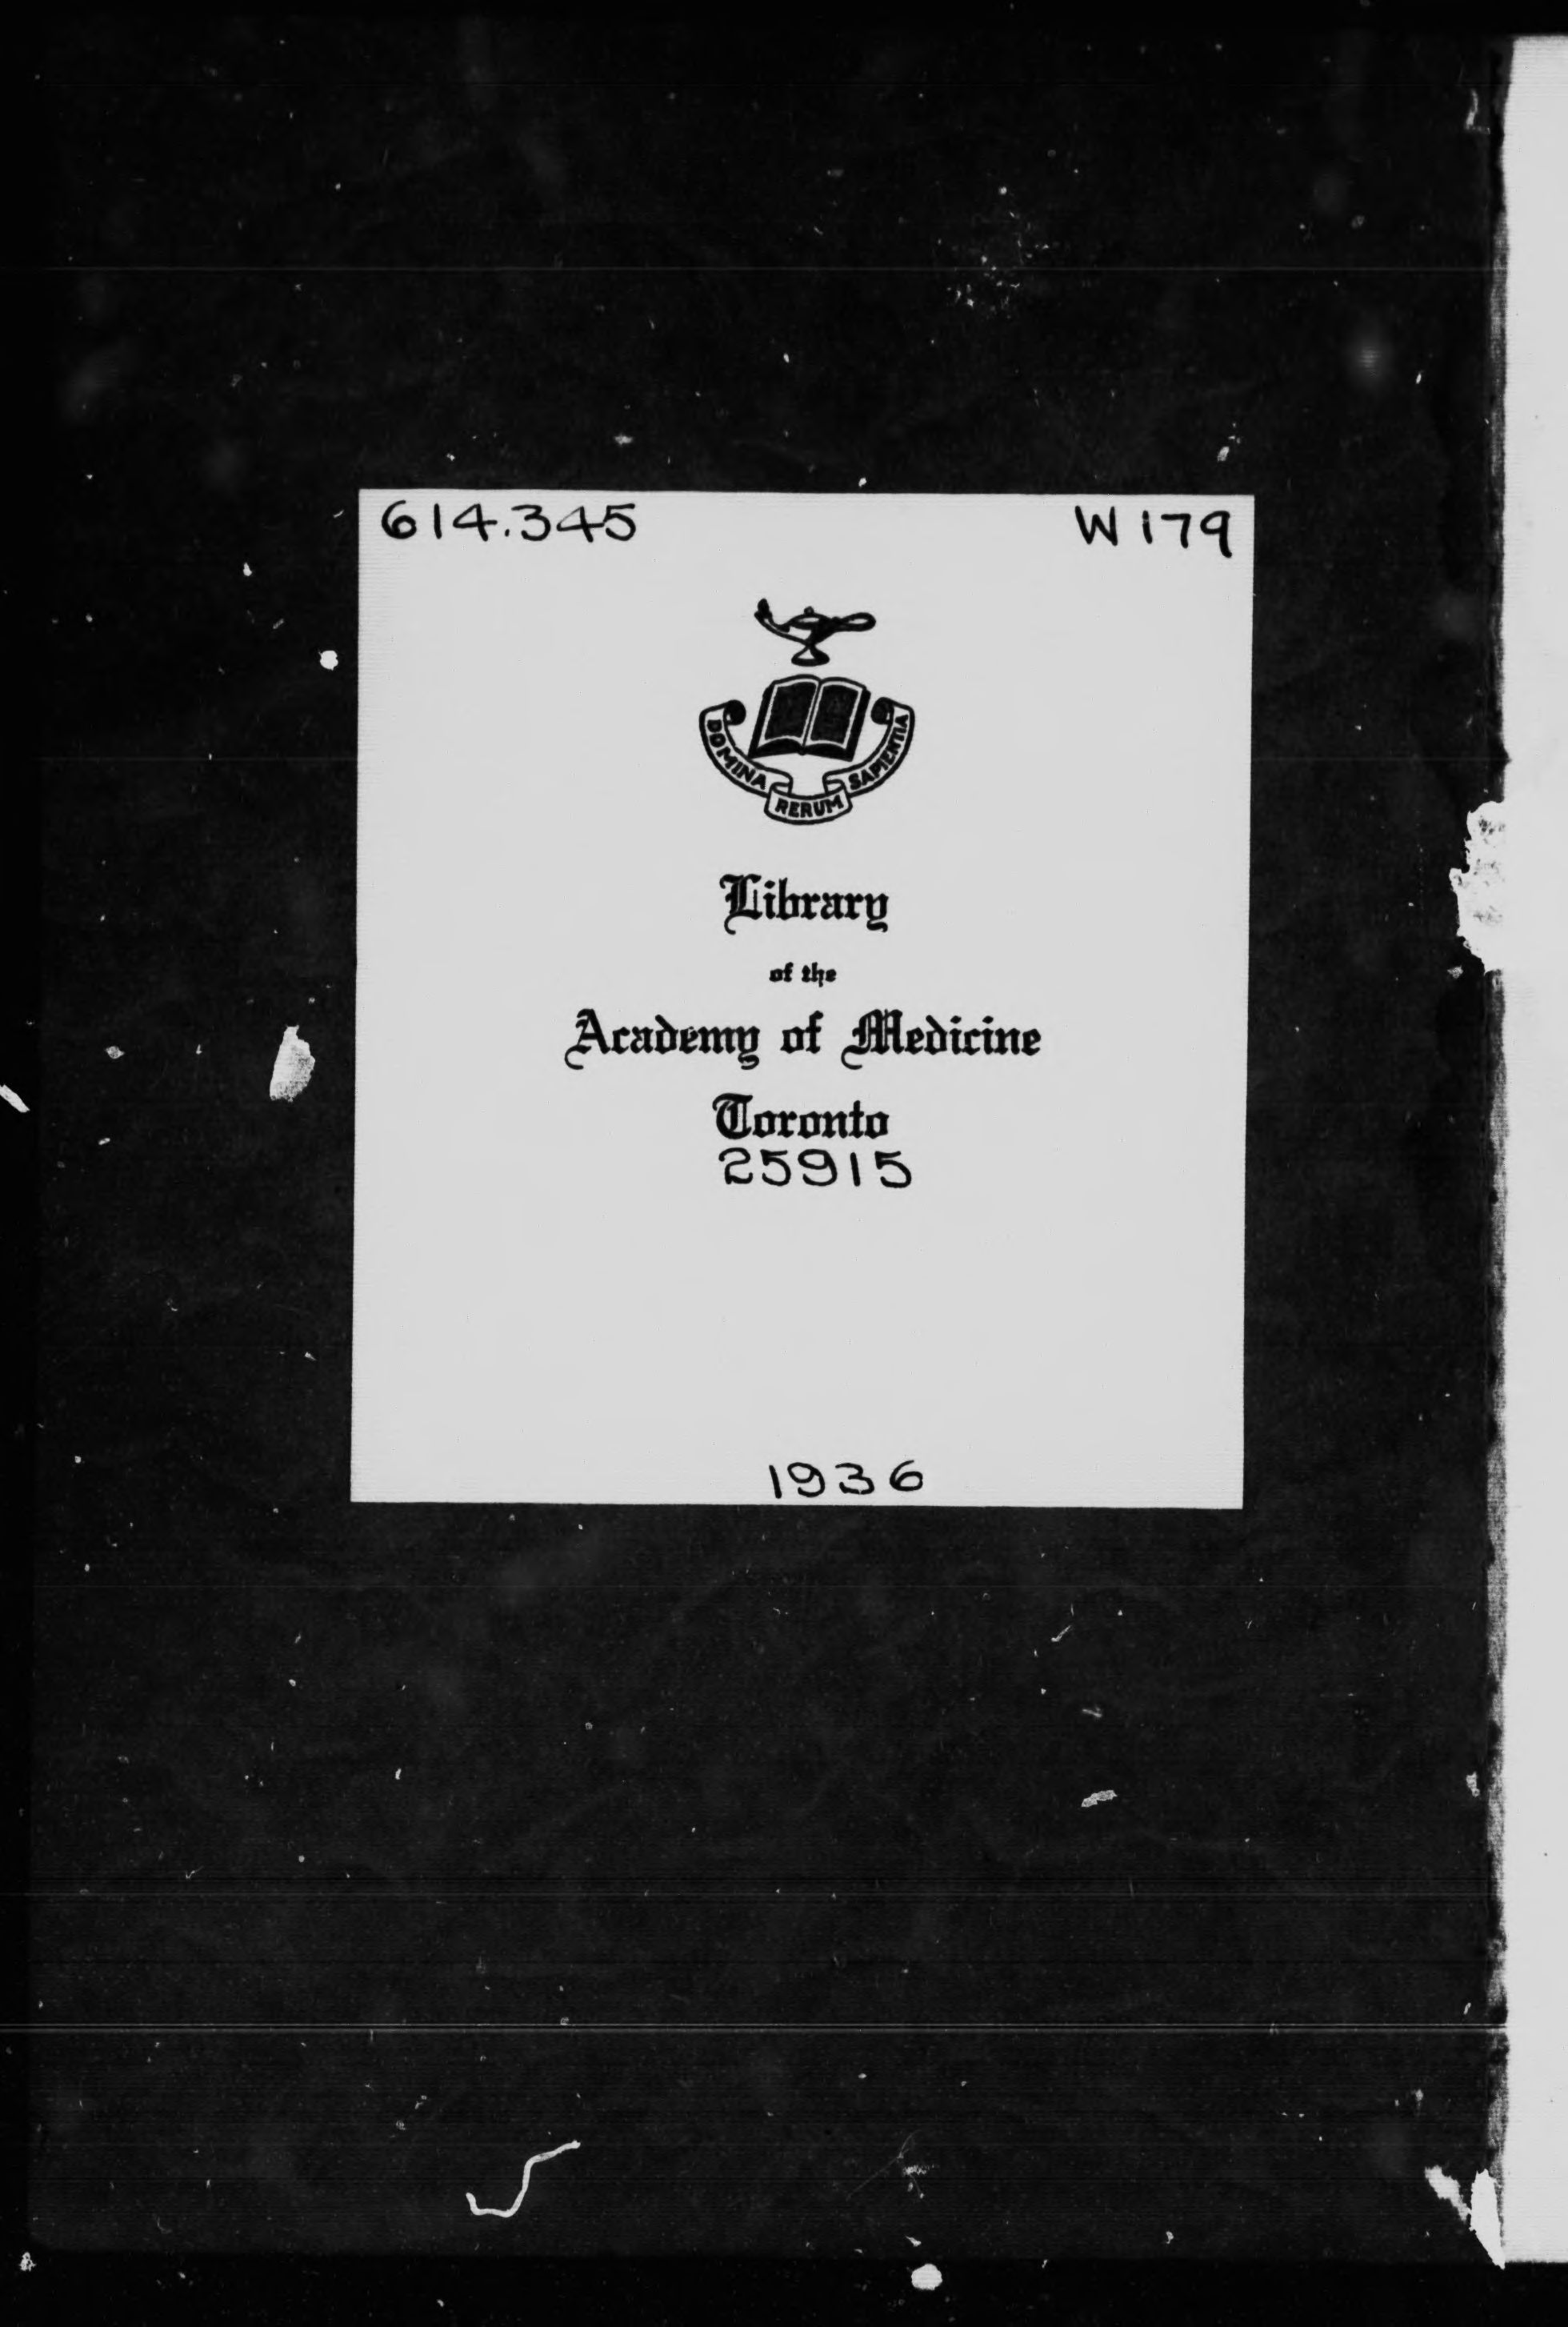 614.345 W179
DOMINA RERUM SAPIENTIA
Library
of the
Academy of Medicine
Toronto
25915
1936